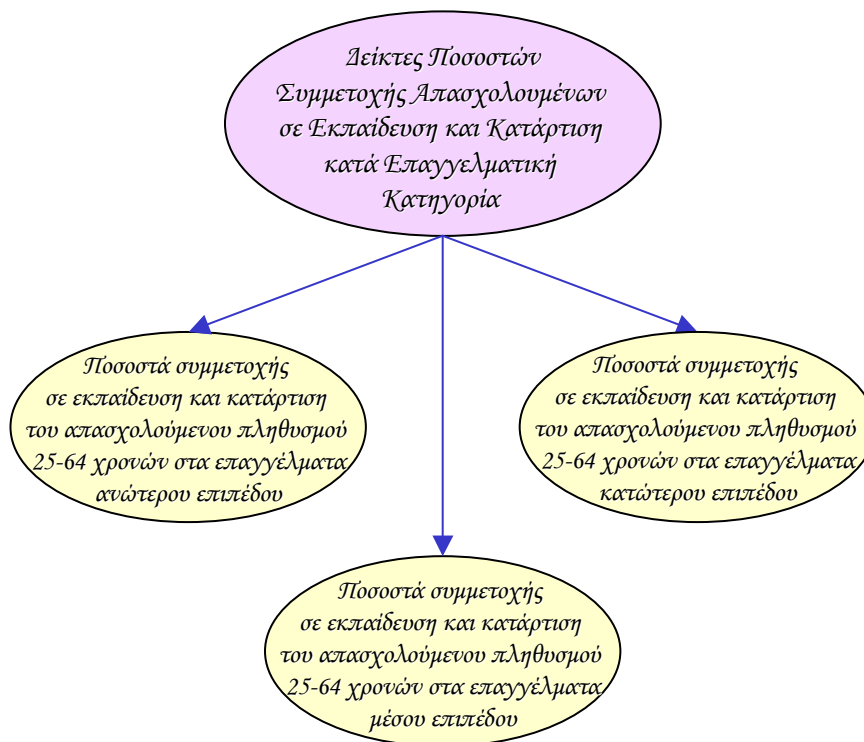 Δείκτες Ποσοστών
Συμμετοχής Απασχολουμένων
σε Εκπαίδευση και Κατάρτιση
κατά Επαγγελματική
Κατηγορία
Ποσοστά συμμετοχής
σε εκπαίδευση και κατάρτιση
του απασχολούμενου πληθυσμού
25-64 χρονών στα επαγγέλματα
ανώτερου επιπέδου
Ποσοστά συμμετοχής
σε εκπαίδευση και κατάρτιση
του απασχολούμενου πληθυσμού
25-64 χρονών στα επαγγέλματα
κατώτερου επιπέδου
Ποσοστά συμμετοχής
σε εκπαίδευση και κατάρτιση
του απασχολούμενου πληθυσμού
25-64 χρονών στα επαγγέλματα
μέσου επιπέδου